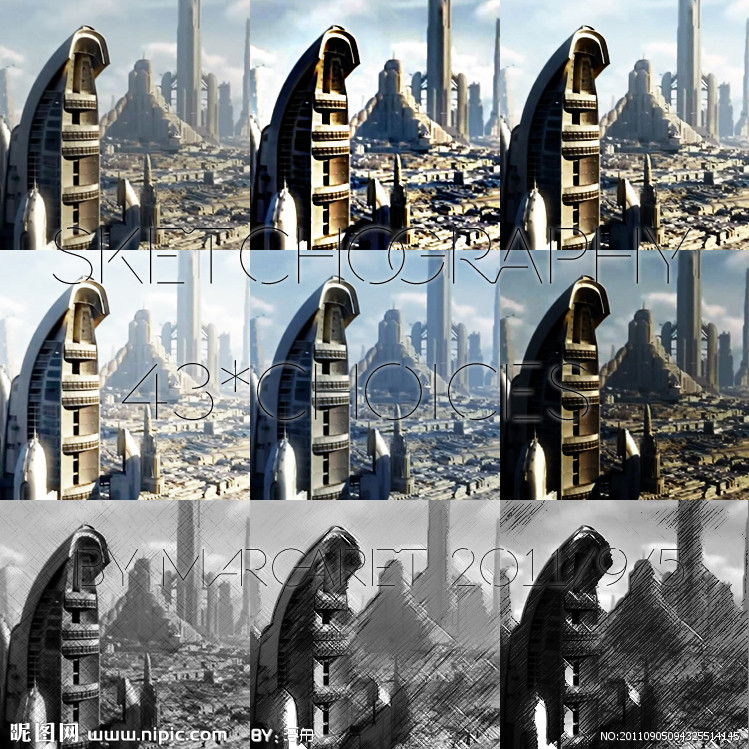 SKETCHOGRAPHY
43*CHOICES
BY MARGARET 2011/9/5
昵图网 www.nipic.com
BY:
NO:20110905094325514145